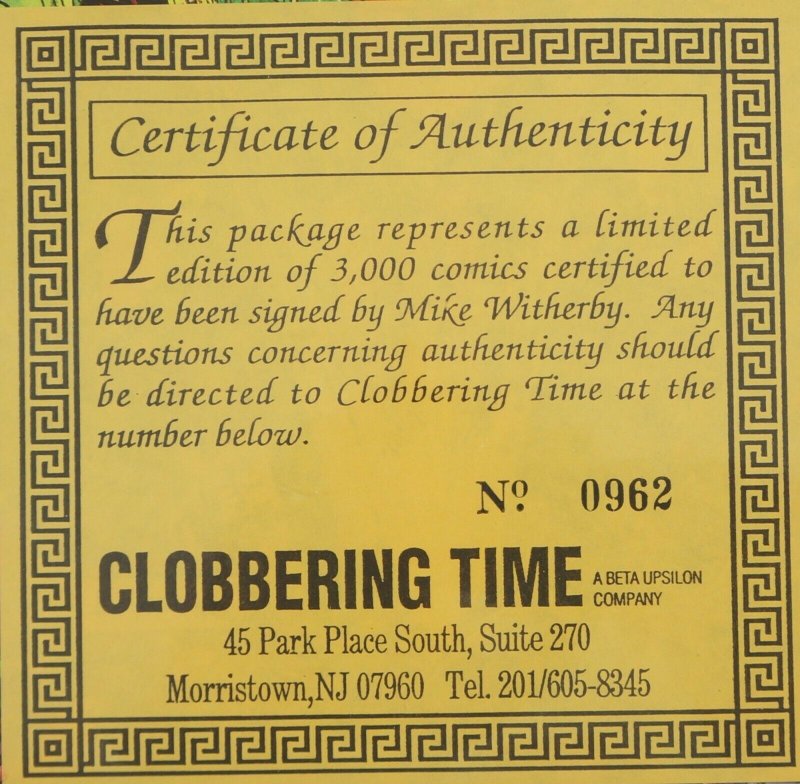 Certificate of Authenticity
This package represents a limited
edition of 3,000 comics certified to
have been signed by Mike Witherby. Any
questions concerning authenticity should
be directed to Clobbering Time at the
number below.
Nº 0962
CLOBBERING TIME A BETA UPSILON
COMPANY
45 Park Place South, Suite 270
Morristown,NJ 07960 Tel. 201/605-8345